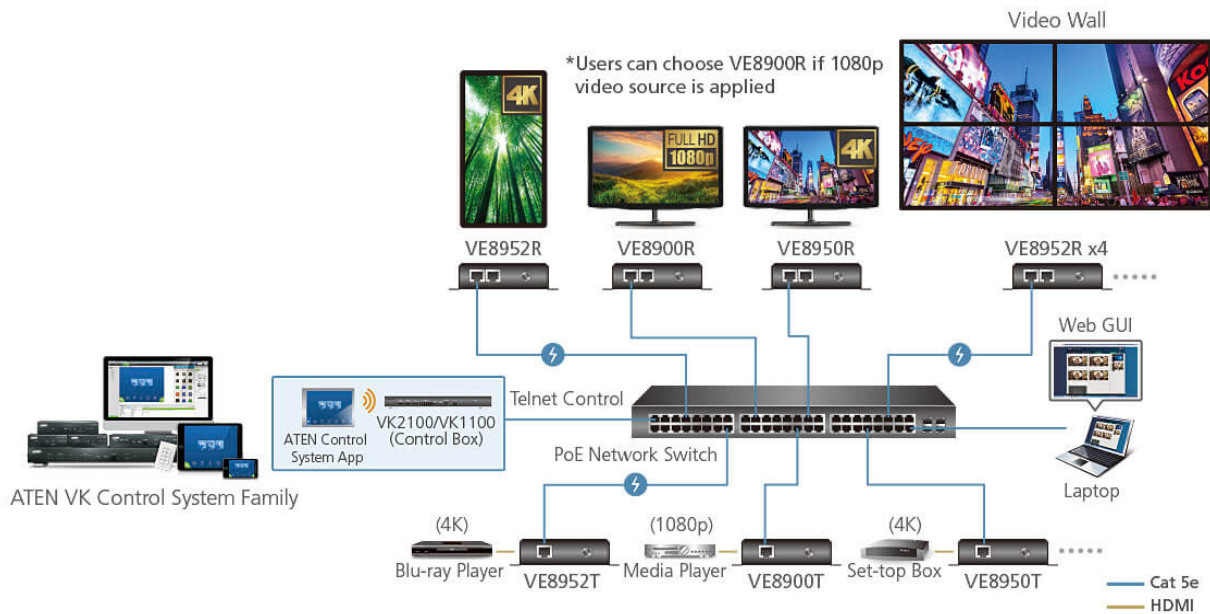 Video Wall
*Users can choose VE8900R if 1080p
video source is applied
4K
FULL HD
1080p
4K
VE8952R
VE8900R
VE8950R
VE8952R x4
Web GUI
Telnet Control
ATEN Control
System App
VK2100/VK1100
(Control Box)
PoE Network Switch
Laptop
ATEN VK Control System Family
(4K)
(1080p)
(4K)
Blu-ray Player
VE8952T
Media Player
VE8900T
Set-top Box
VE8950T
Cat 5e
HDMI